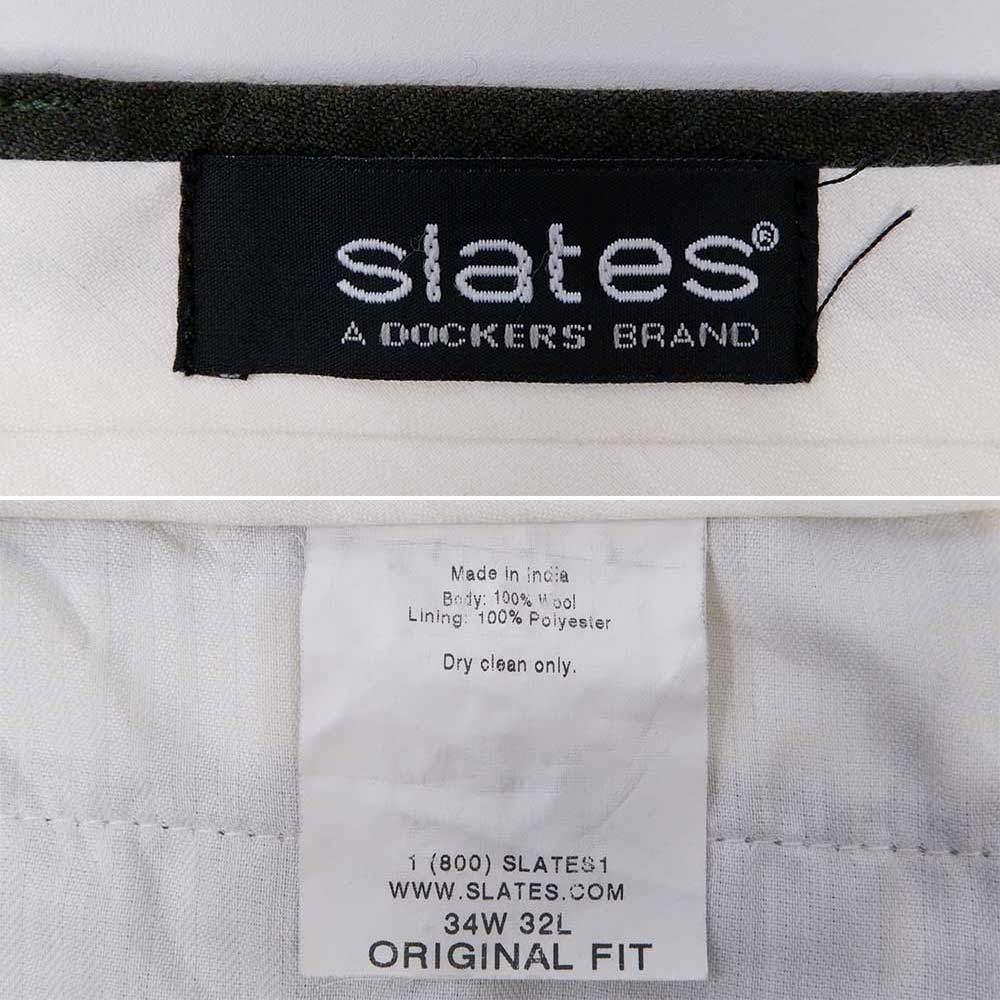 slates®
A DOCKERS® BRAND
Made in India
Body: 100% Wool
Lining: 100% Polyester
Dry clean only.
1 (800) SLATES1
WWW.SLATES.COM
34W 32L
ORIGINAL FIT